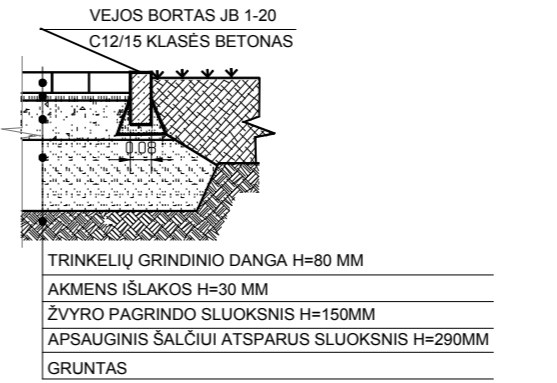 VEJOS BORTAS JB 1-20
C12/15 KLASĖS BETONAS
0.08
TRINKELIŲ GRINDINIO DANGA H=80 MM
AKMENS IŠLAKOS H=30 MM
ŽVYRO PAGRINDO SLUOKSNIS H=150MM
APSAUGINIS ŠALČIUI ATSPARUS SLUOKSNIS H=290MM
GRUNTAS